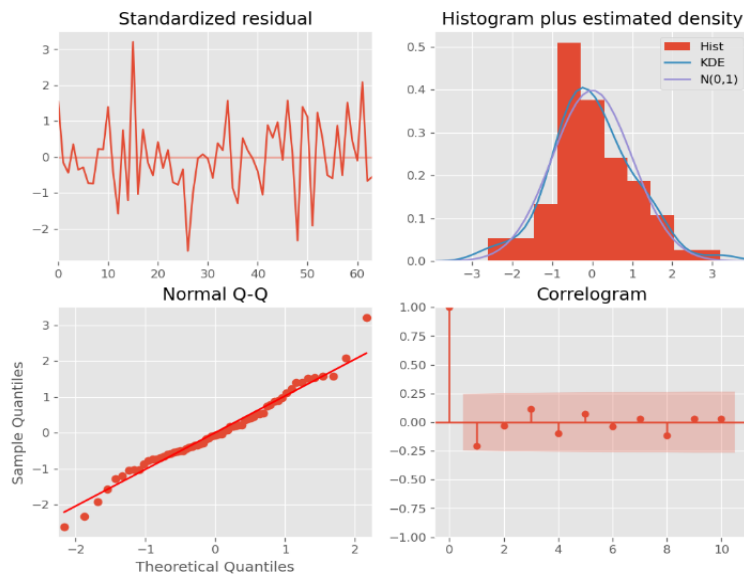 Standardized residual
3
2
1
0
−1
−2
0 10 20 30 40 50 60
Histogram plus estimated density
Hist
KDE
N(0,1)
0.5
0.4
0.3
0.2
0.1
0.0
−3 −2 −1 0 1 2 3
Normal Q-Q
Sample Quantiles
3
2
1
0
−1
−2
−2 −1 0 1 2
Theoretical Quantiles
Correlogram
1.00
0.75
0.50
0.25
0.00
−0.25
−0.50
−0.75
−1.00
0 2 4 6 8 10